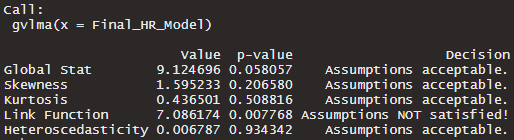 Call:
gvlma(x = Final_HR_Model)
Value p-value Decision
Global Stat 9.124696 0.058057 Assumptions acceptable.
Skewness 1.595233 0.206580 Assumptions acceptable.
Kurtosis 0.436501 0.508816 Assumptions acceptable.
Link Function 7.086174 0.007768 Assumptions NOT satisfied!
Heteroscedasticity 0.006787 0.934342 Assumptions acceptable.